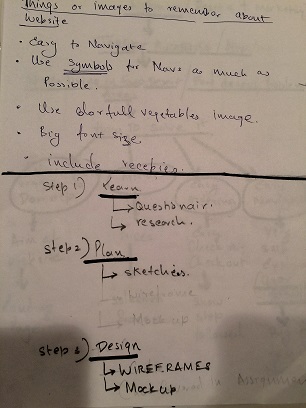 Things or images to remember about
website
• Easy to Navigate
• Use Symbols for Navs as much as
Possible.
• Use colorfull vegetables image.
• Big font size
• include recepies.
Step 1) Learn
Questionair.
research.
Step 2) Plan
sketches.
Step 3) Design
WIREFRAMES
Mockup